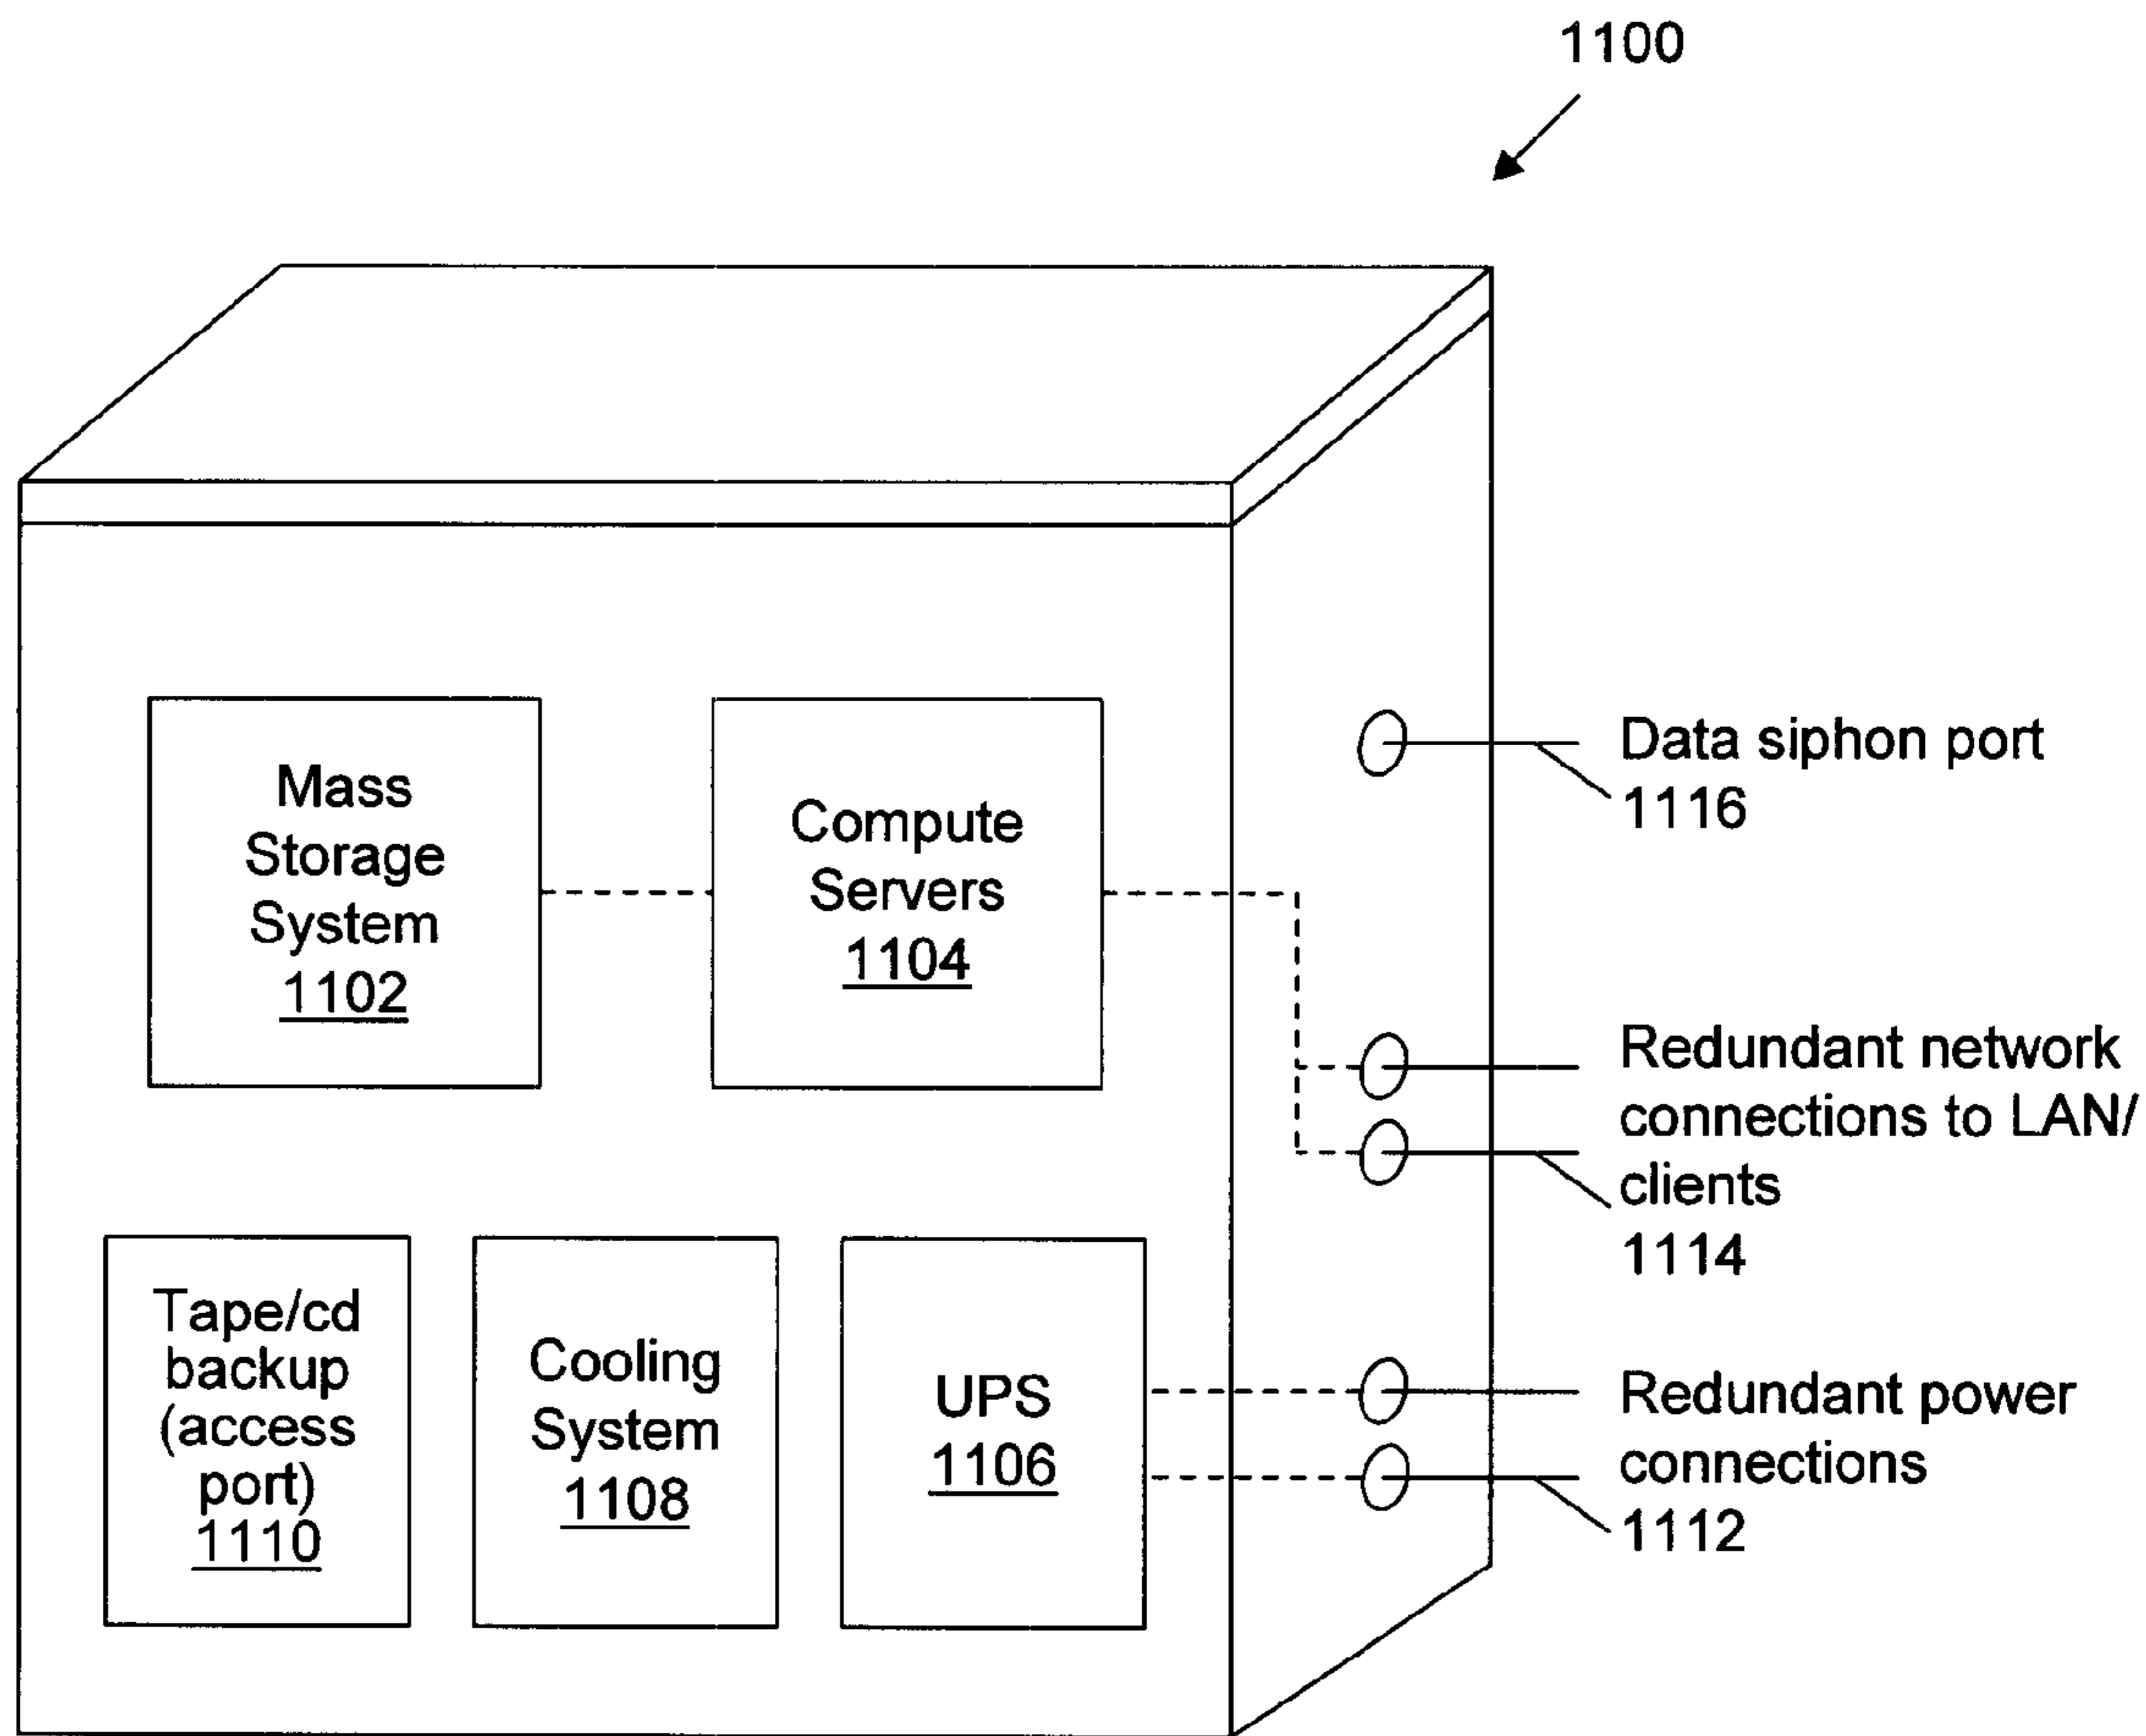 1100
Mass
Storage
System
1102
Compute
Servers
1104
Data siphon port
1116
Redundant network
connections to LAN/
clients
1114
Tape/cd
backup
(access
port)
1110
Cooling
System
1108
UPS
1106
Redundant power
connections
1112